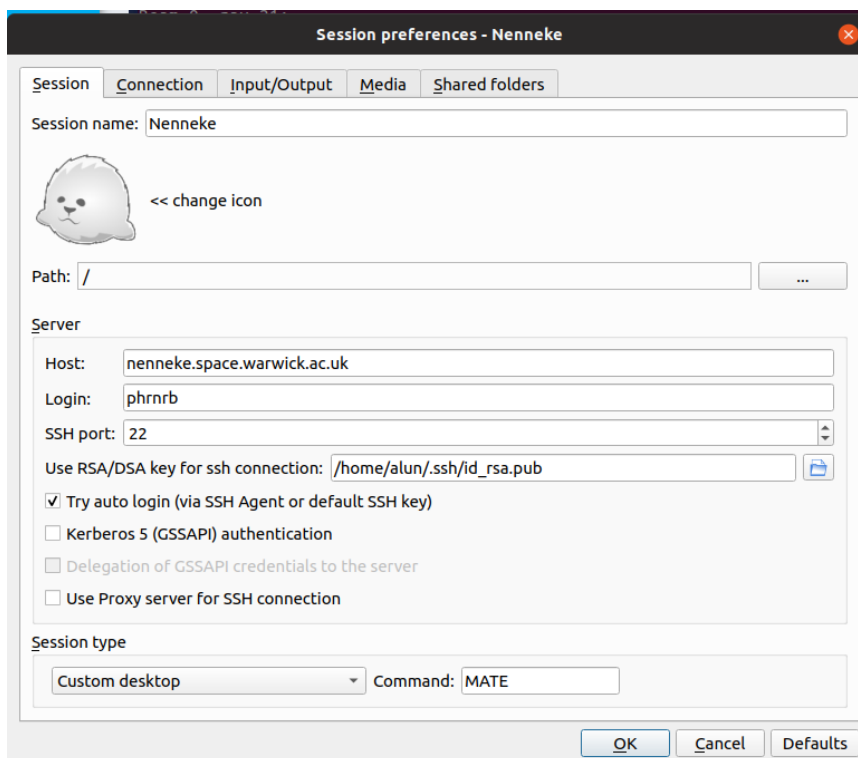 Session preferences - Nenneke
Session Connection Input/Output Media Shared folders
Session name: Nenneke
<< change icon
Path: / ...
Server
Host: nenneke.space.warwick.ac.uk
Login: phrnrb
SSH port: 22
Use RSA/DSA key for ssh connection: /home/alun/.ssh/id_rsa.pub
Try auto login (via SSH Agent or default SSH key)
Kerberos 5 (GSSAPI) authentication
Delegation of GSSAPI credentials to the server
Use Proxy server for SSH connection
Session type
Custom desktop Command: MATE
OK Cancel Defaults